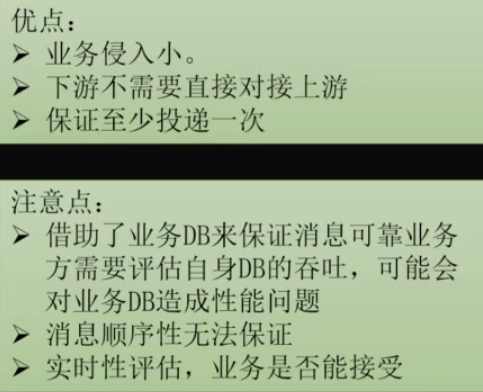 优点：
➢ 业务侵入小。
➢ 下游不需要直接对接上游
➢ 保证至少投递一次
注意点：
➢ 借助了业务DB来保证消息可靠业务
方需要评估自身DB的吞吐，可能会
对业务DB造成性能问题
➢ 消息顺序性无法保证
➢ 实时性评估，业务是否能接受